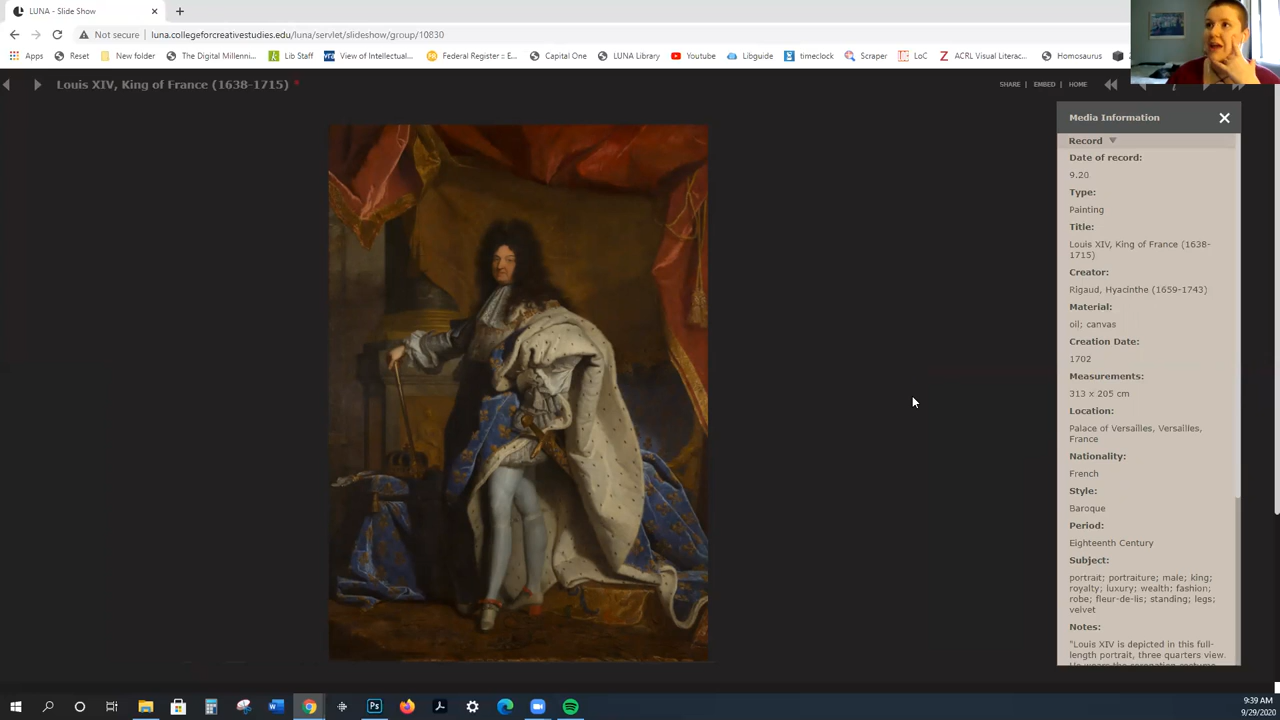 LUNA - Slide Show
Not secure | luna.collegeforcreativestudies.edu/luna/servlet/slideshow/group/10830
Apps Reset New folder The Digital Millenni... Lib Staff View of Intellectual... Federal Register :: E... Capital One LUNA Library Youtube Libguide timeclock Scraper LoC ACRL Visual Literac... Homosaurus
Louis XIV, King of France (1638-1715) *
SHARE | EMBED | HOME
Media Information
Record
Date of record:
9.20
Type:
Painting
Title:
Louis XIV, King of France (1638-
1715)
Creator:
Rigaud, Hyacinthe (1659-1743)
Material:
oil; canvas
Creation Date:
1702
Measurements:
313 x 205 cm
Location:
Palace of Versailles, Versailles,
France
Nationality:
French
Style:
Baroque
Period:
Eighteenth Century
Subject:
portrait; portraiture; male; king;
royalty; luxury; wealth; fashion;
robe; fleur-de-lis; standing; legs;
velvet
Notes:
"Louis XIV is depicted in this full-
length portrait, three quarters view.
9:39 AM
9/29/2020